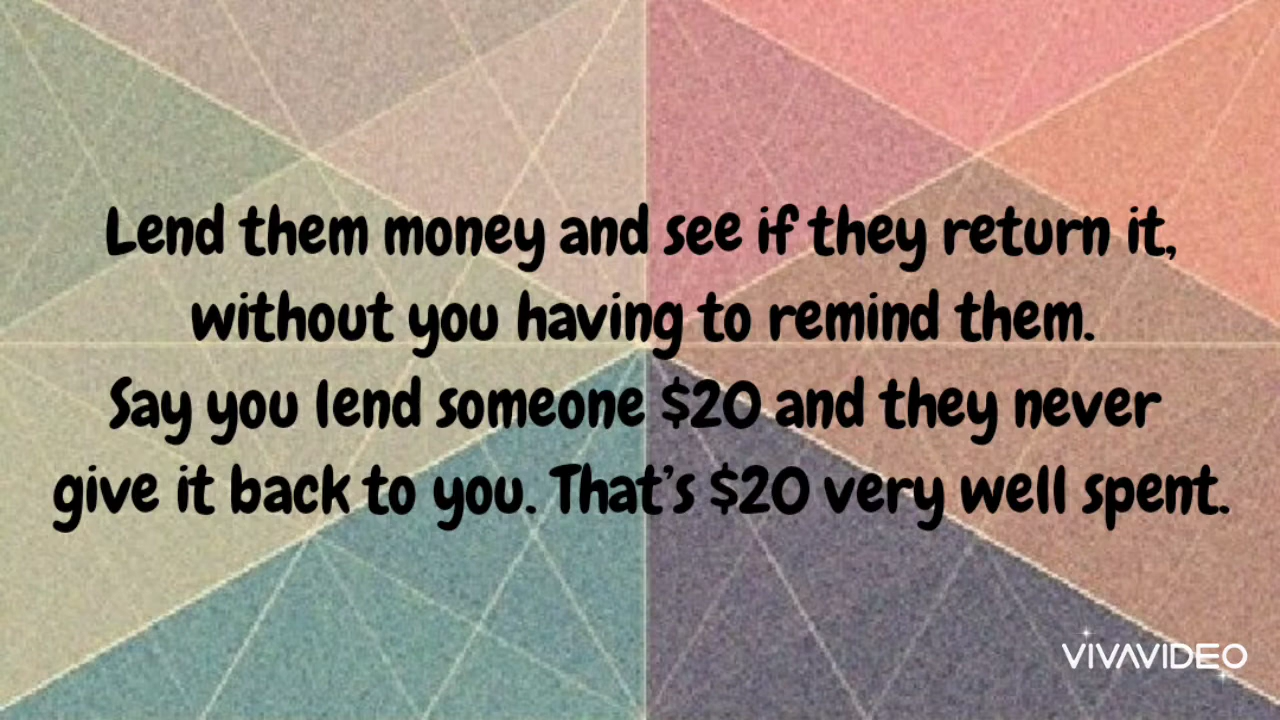 Lend them money and see if they return it,
without you having to remind them.
Say you lend someone $20 and they never
give it back to you. That's $20 very well spent.
VIVAVIDEO